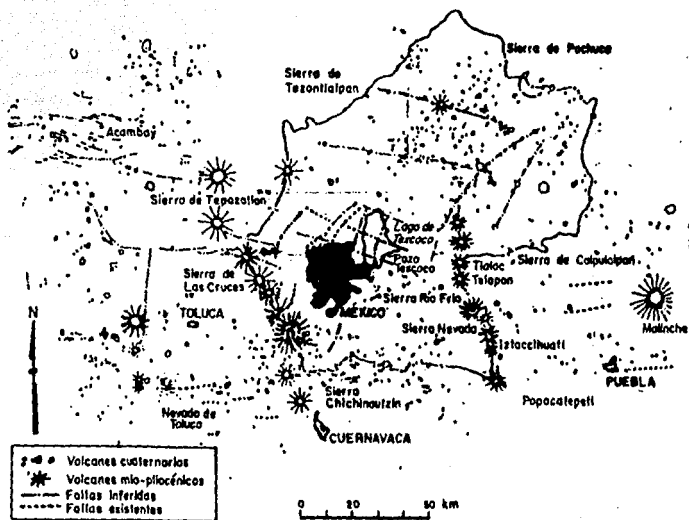 Sierra de Pachuca
Sierra de
Tezontlalpan
Acambay
Sierra de Tepozotlan
Lago de
Texcoco
Pozo
Texcoco
Tlaloc
Telapon
Sierra de Calpulalpan
Sierra de
Las Cruces
TOLUCA
MEXICO
Sierra Rio Frio
Sierra Nevada
Iztaccihuatl
Malinche
N
PUEBLA
Popocatepetl
Nevado de
Toluca
Sierra
Chichinautzin
CUERNAVACA
Volcanes cuaternarios
Volcanes mio-pliocénicos
Fallas inferidas
Fallas existentes
0 20 50 km